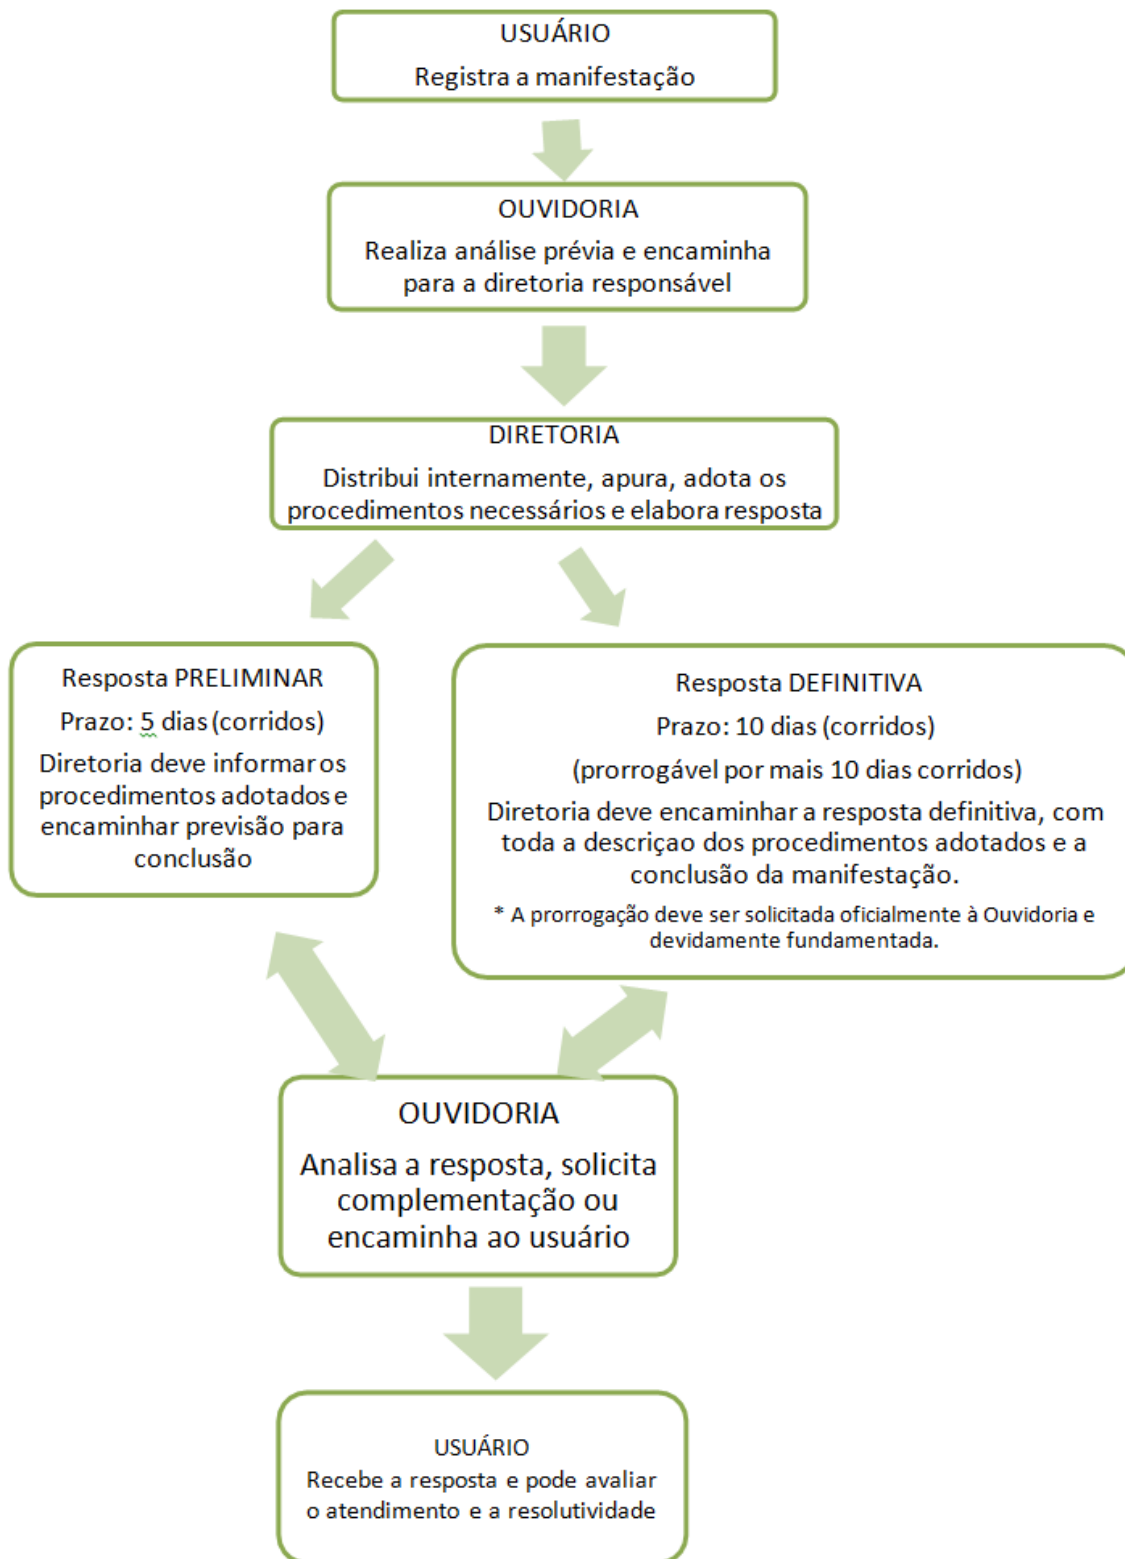 USUÁRIO
Registra a manifestação
OUVIDORIA
Realiza análise prévia e encaminha
para a diretoria responsável
DIRETORIA
Distribui internamente, apura, adota os
procedimentos necessários e elabora resposta
Resposta PRELIMINAR
Prazo: 5 dias (corridos)
Diretoria deve informar os
procedimentos adotados e
encaminhar previsão para
conclusão
Resposta DEFINITIVA
Prazo: 10 dias (corridos)
(prorrogável por mais 10 dias corridos)
Diretoria deve encaminhar a resposta definitiva, com
toda a descriçao dos procedimentos adotados e a
conclusão da manifestação.
* A prorrogação deve ser solicitada oficialmente à Ouvidoria e
devidamente fundamentada.
OUVIDORIA
Analisa a resposta, solicita
complementação ou
encaminha ao usuário
USUÁRIO
Recebe a resposta e pode avaliar
o atendimento e a resolutividade